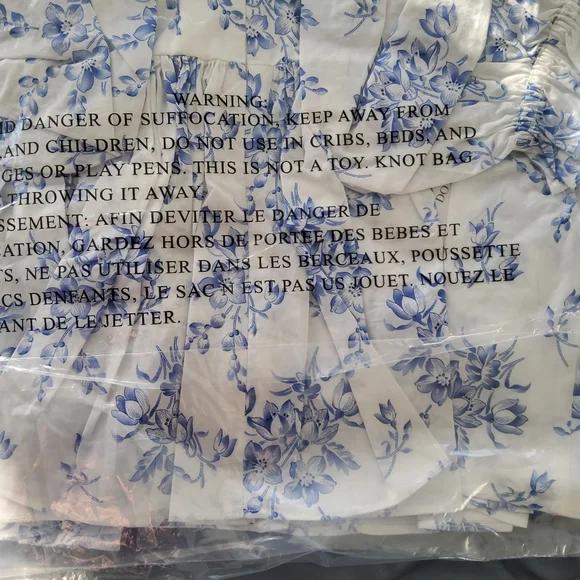 WARNING:
DANGER OF SUFFOCATION, KEEP AWAY FROM
AND CHILDREN, DO NOT USE IN CRIBS, BEDS, AND
GES OR PLAY PENS. THIS IS NOT A TOY. KNOT BAG
THROWING IT AWAY.
SSEMENT: AFIN DEVITER LE DANGER DE
CATION, GARDEZ HORS DE PORTEE DES BEBES ET
TS, NE PAS UTILISER DANS LES BERCEAUX, POUSSETTE
CS DENFANTS, LE SAC N EST PAS US JOUET. NOUEZ LE
ANT DE LE JETTER.
DO